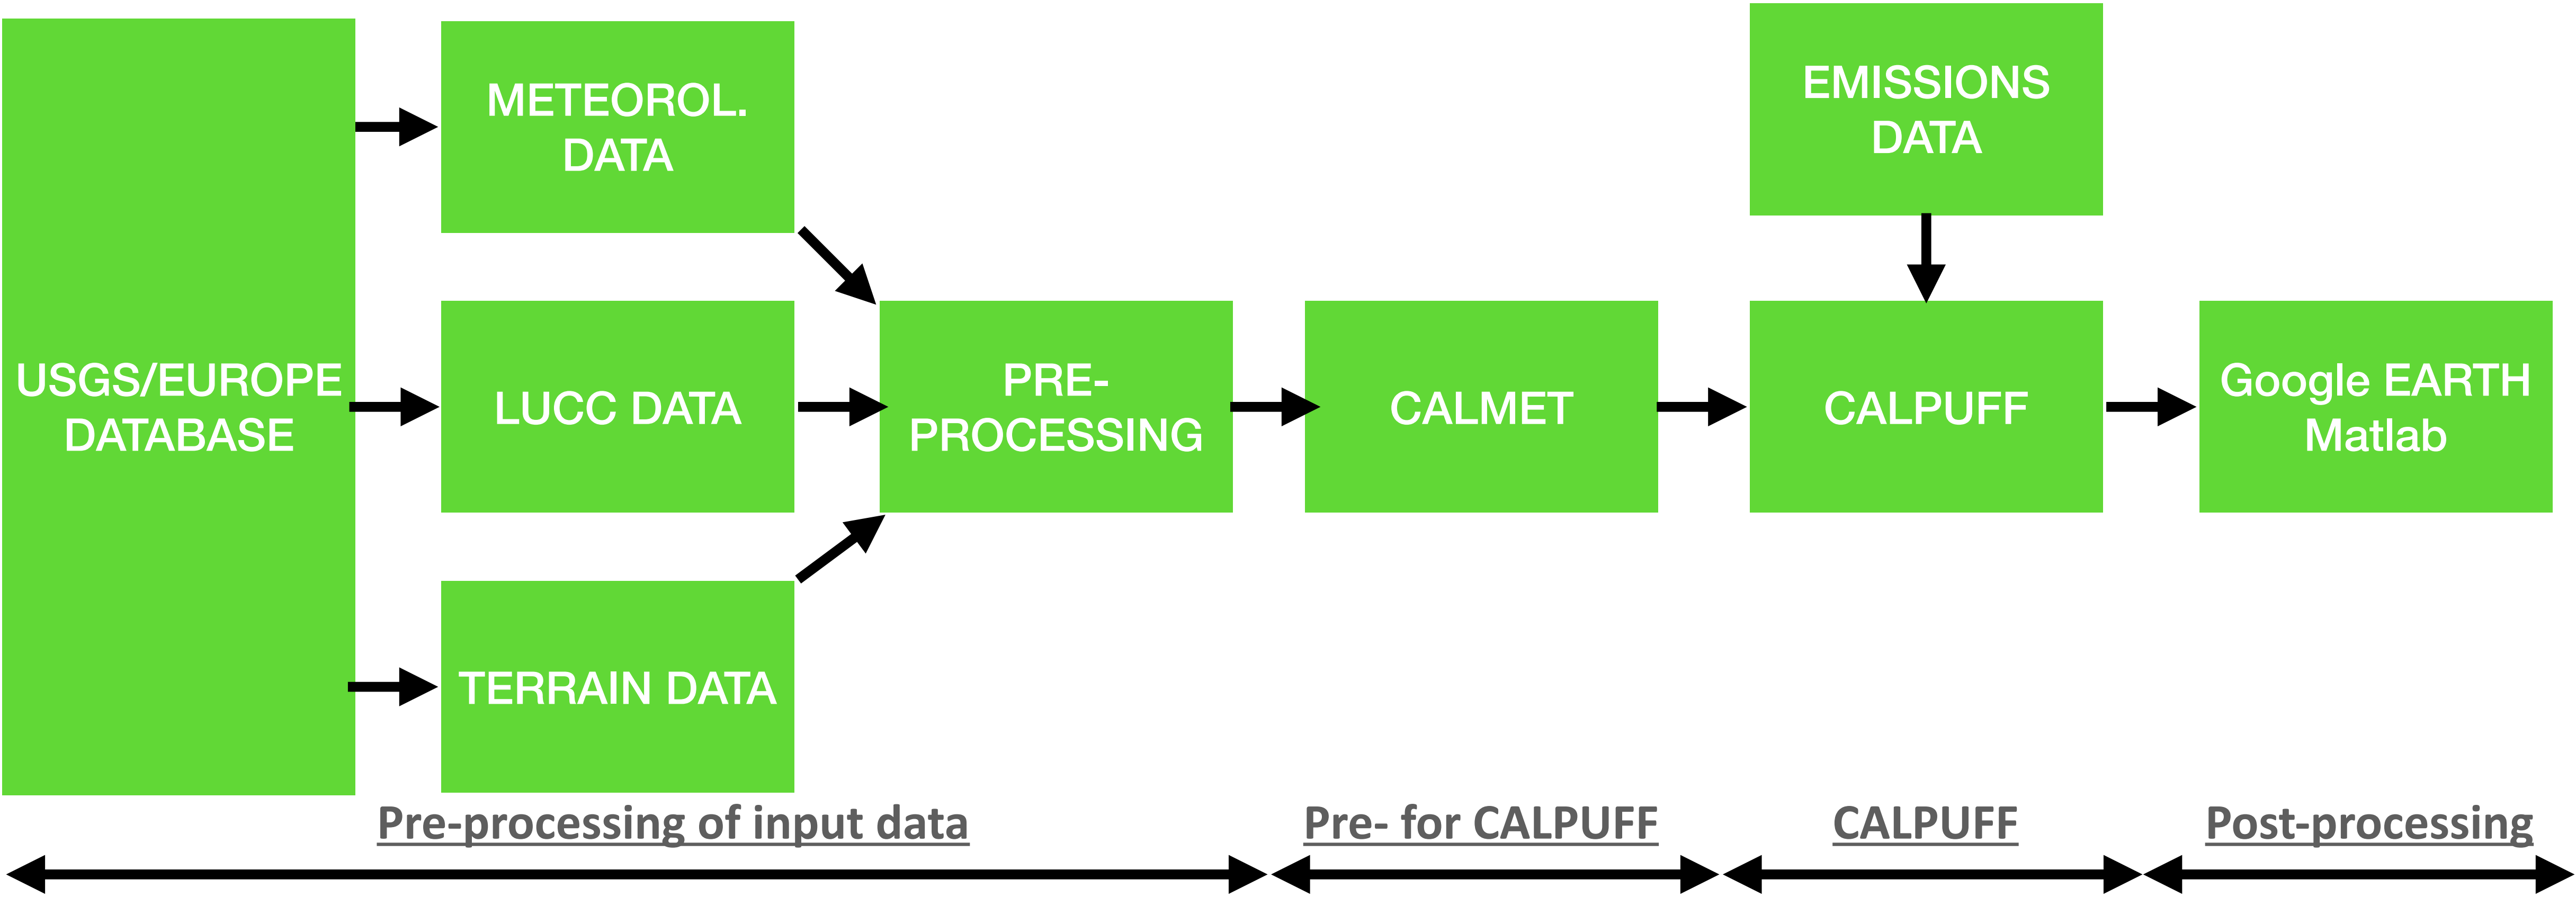 USGS/EUROPE
DATABASE
METEOROL.
DATA
LUCC DATA
TERRAIN DATA
PRE-
PROCESSING
CALMET
EMISSIONS
DATA
CALPUFF
Google EARTH
Matlab
Pre-processing of input data
Pre- for CALPUFF
CALPUFF
Post-processing